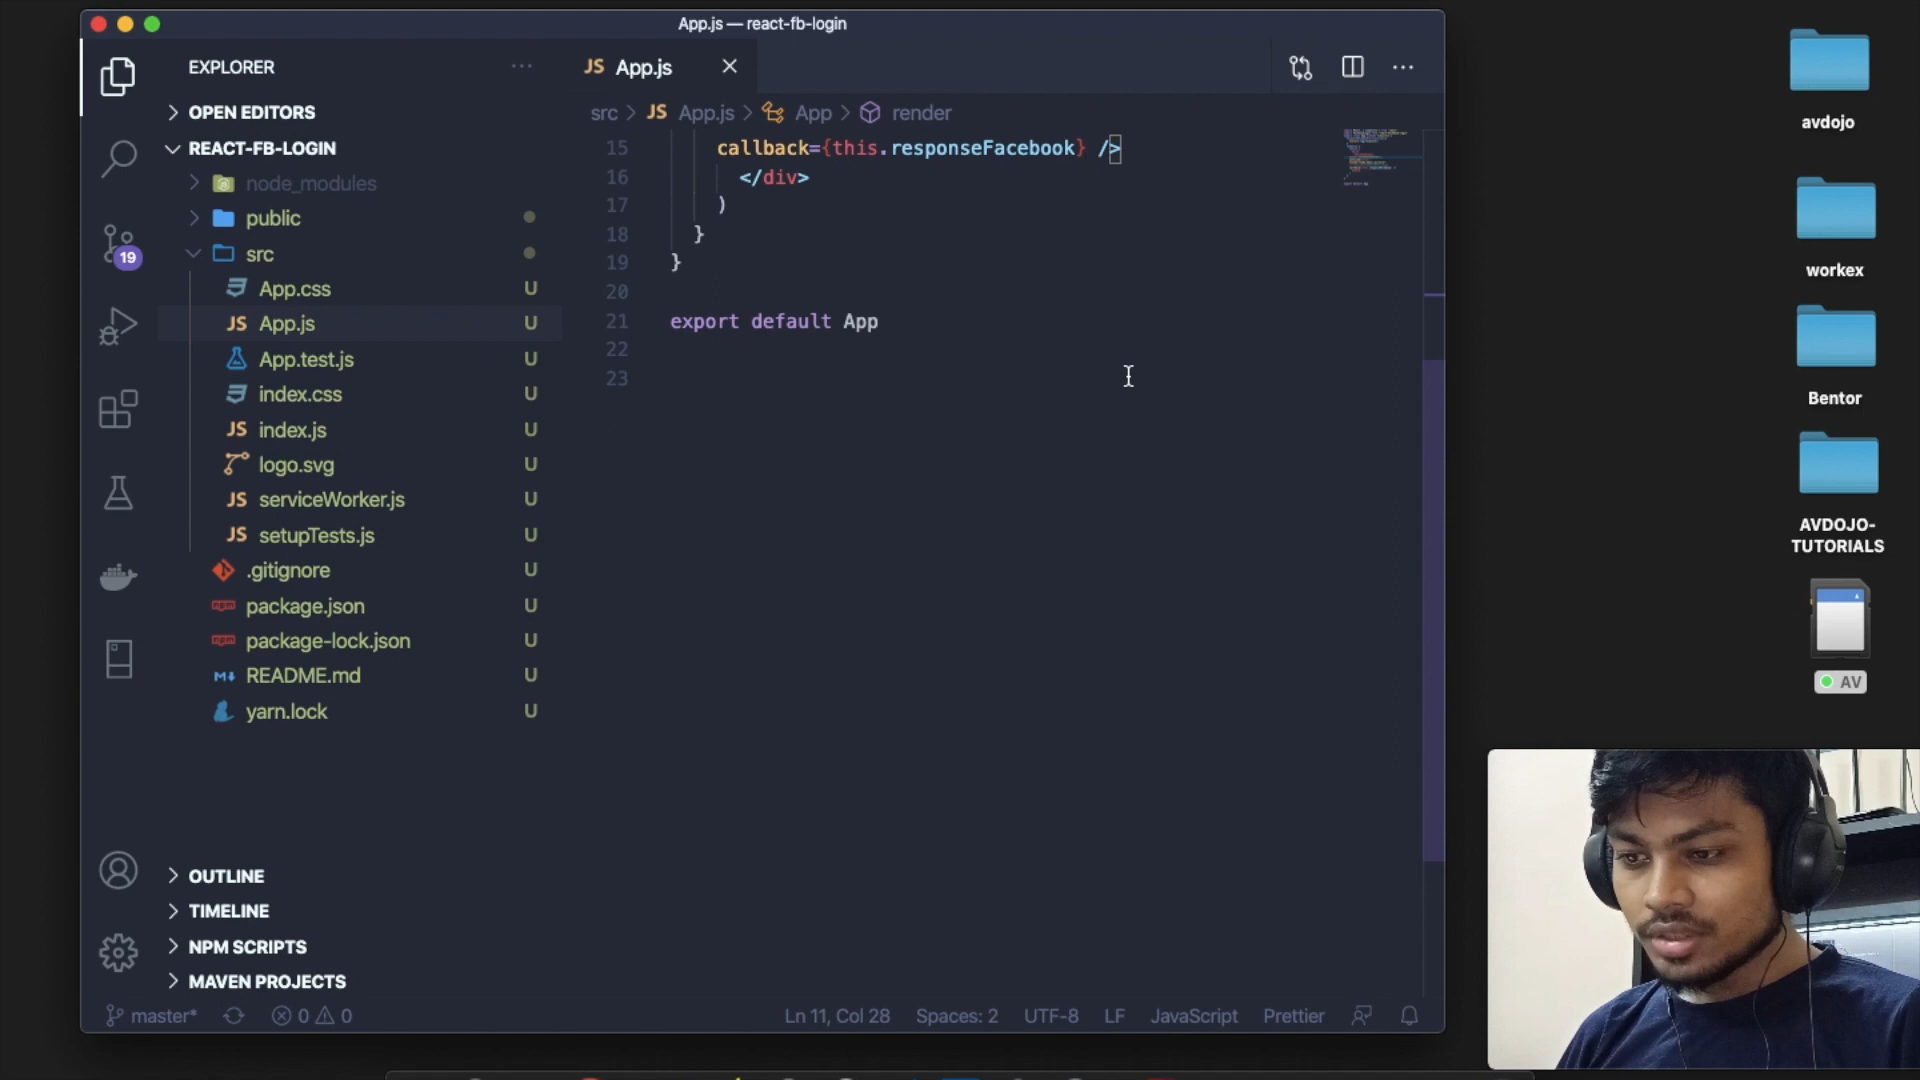 App.js — react-fb-login
EXPLORER
JS App.js
OPEN EDITORS
src > JS App.js > App > render
REACT-FB-LOGIN
node_modules
public
src
App.css U
JS App.js U
App.test.js U
index.css U
JS index.js U
logo.svg U
JS serviceWorker.js U
JS setupTests.js U
.gitignore U
package.json U
package-lock.json U
README.md U
yarn.lock U
19
OUTLINE
TIMELINE
NPM SCRIPTS
MAVEN PROJECTS
15 callback={this.responseFacebook} />
16 </div>
17 )
18 }
19 }
20
21 export default App
22
23
master* 0 0 Ln 11, Col 28 Spaces: 2 UTF-8 LF JavaScript Prettier
avdojo
workex
Bentor
AVDOJO-
TUTORIALS
AV